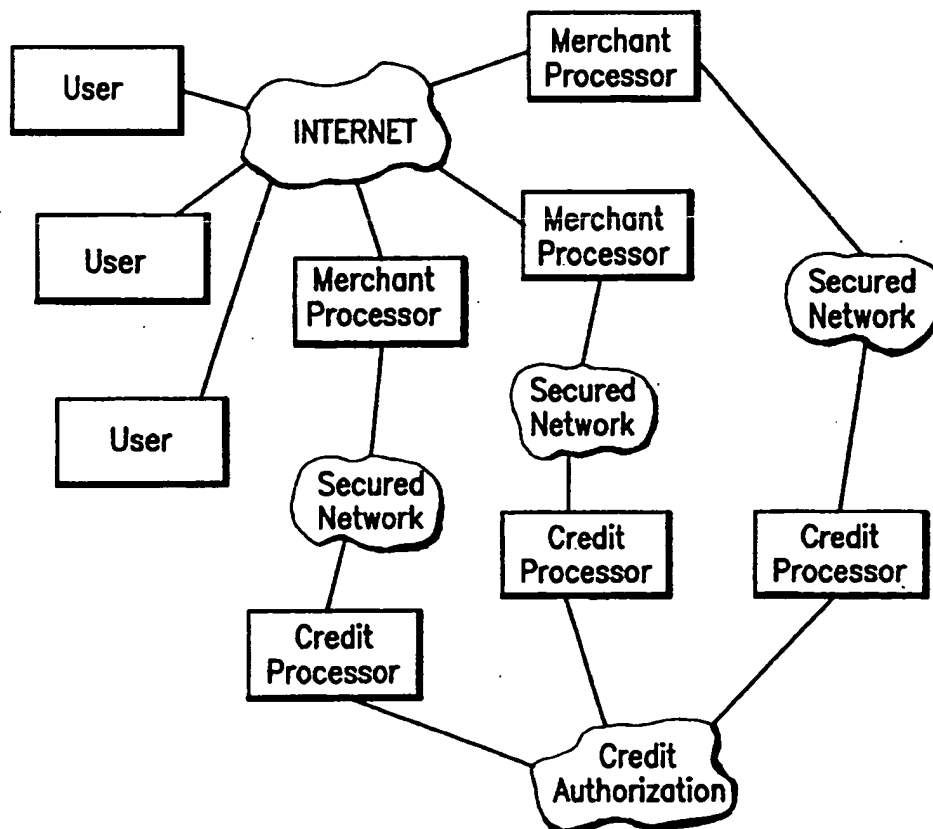 Merchant
Processor
User
INTERNET
Merchant
Processor
User
Merchant
Processor
Secured
Network
Secured
Network
User
Secured
Network
Credit
Processor
Credit
Processor
Credit
Processor
Credit
Authorization